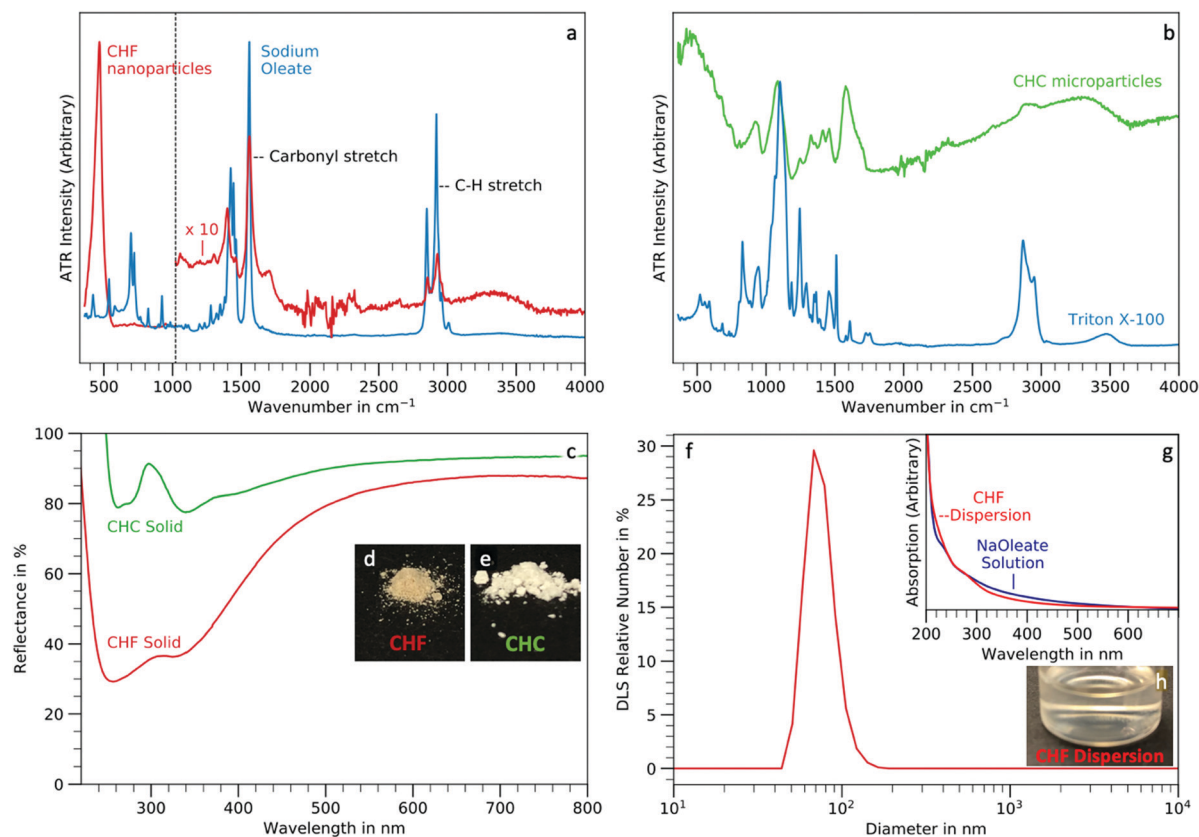 a
CHF
nanoparticles
Sodium
Oleate
-- Carbonyl stretch
-- C-H stretch
x 10
ATR Intensity (Arbitrary)
500 1000 1500 2000 2500 3000 3500 4000
Wavenumber in cm⁻¹
b
CHC microparticles
Triton X-100
ATR Intensity (Arbitrary)
500 1000 1500 2000 2500 3000 3500 4000
Wavenumber in cm⁻¹
c
100
80
60
40
20
0
Reflectance in %
CHC Solid
CHF Solid
d
CHF
e
CHC
300 400 500 600 700 800
Wavelength in nm
f
30
25
20
15
10
5
0
DLS Relative Number in %
10¹ 10² 10³ 10⁴
Diameter in nm
g
Absorption (Arbitrary)
CHF
--Dispersion
NaOleate
Solution
200 300 400 500 600
Wavelength in nm
h
CHF Dispersion